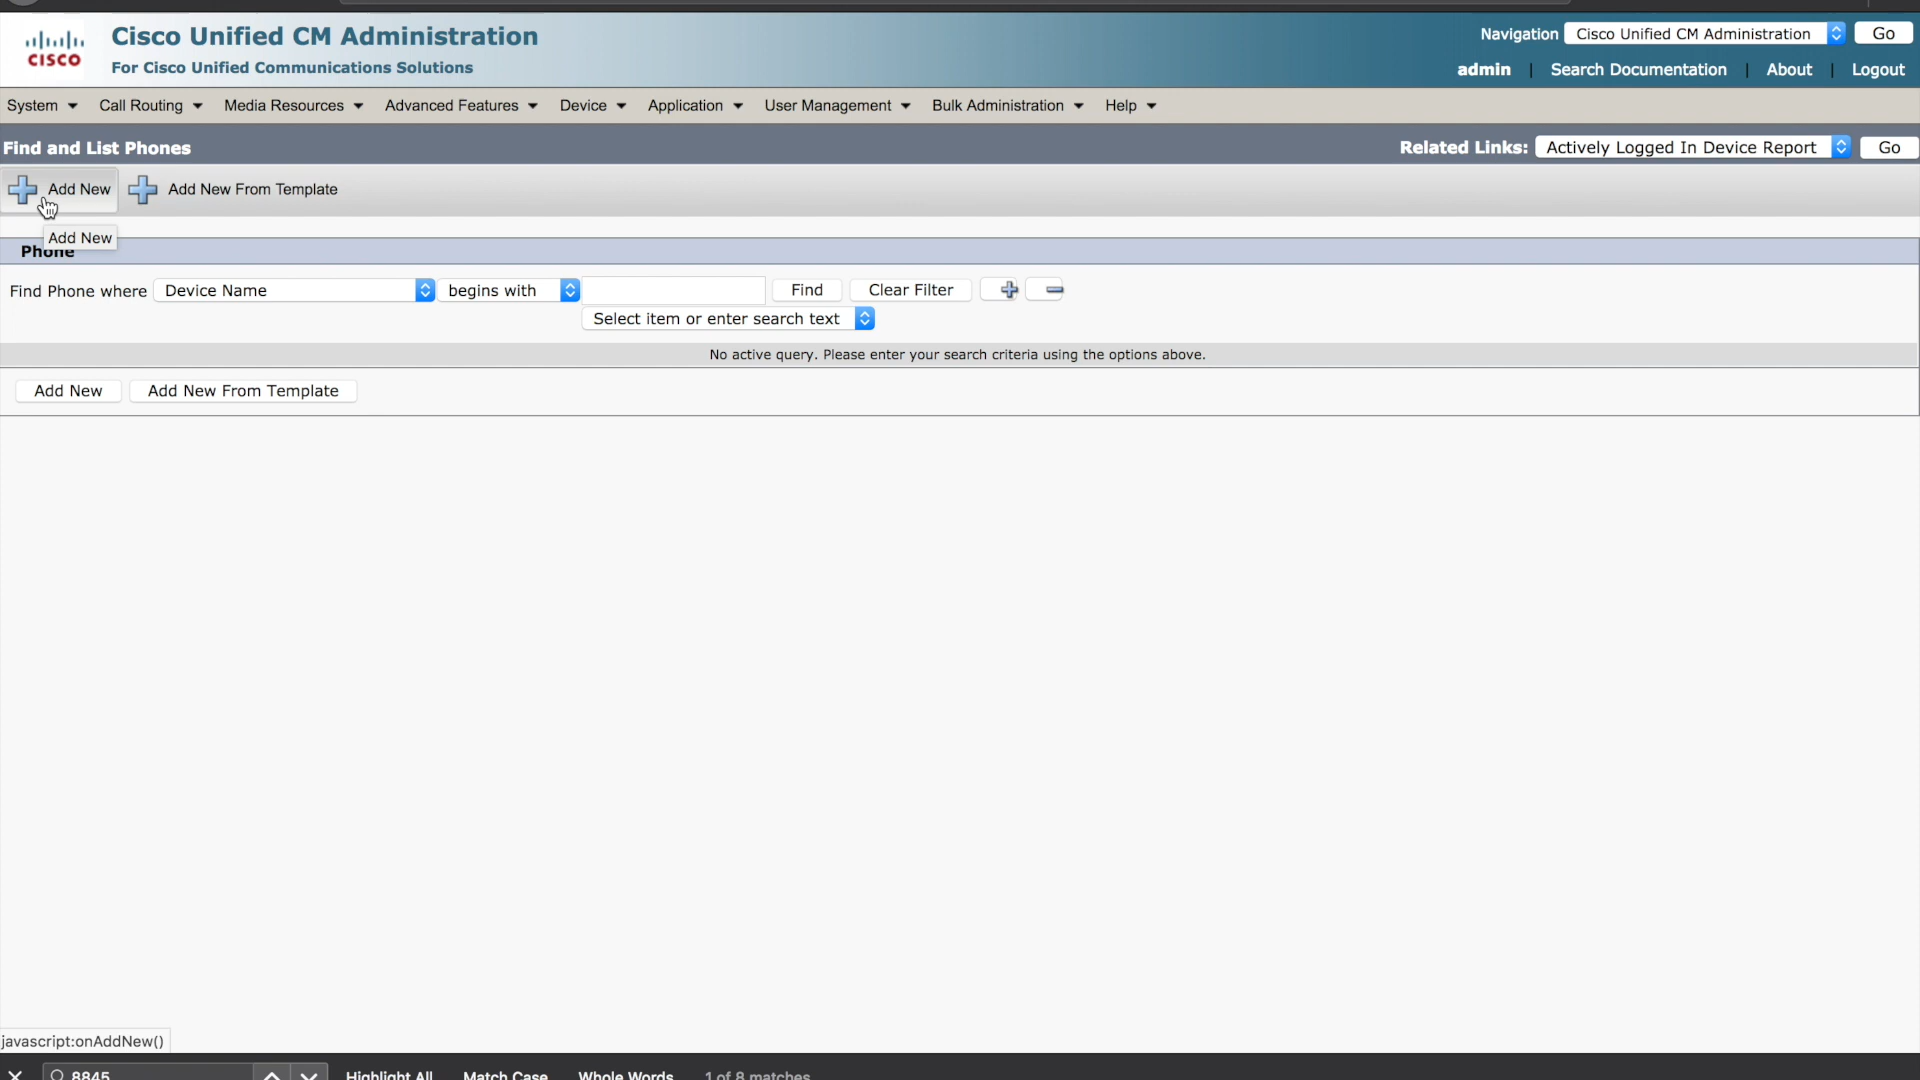 Cisco Unified CM Administration
For Cisco Unified Communications Solutions
CISCO
Navigation Cisco Unified CM Administration Go
admin | Search Documentation | About | Logout
System Call Routing Media Resources Advanced Features Device Application User Management Bulk Administration Help
Find and List Phones
Related Links: Actively Logged In Device Report Go
Add New Add New From Template
Add New
Phone
Find Phone where Device Name begins with Find Clear Filter
Select item or enter search text
No active query. Please enter your search criteria using the options above.
Add New Add New From Template
javascript:onAddNew()
8845 Highlight All Match Case Whole Words 1 of 8 matches